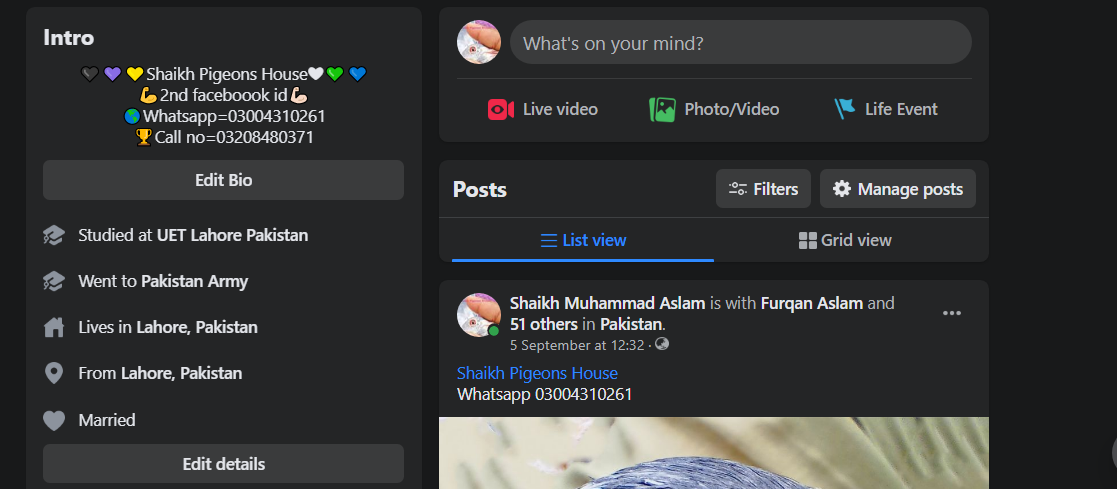 Intro
🖤💜💛Shaikh Pigeons House🤍💚💙
💪2nd faceboook id💪🏻
🌎Whatsapp=03004310261
🏆Call no=03208480371
Edit Bio
Studied at UET Lahore Pakistan
Went to Pakistan Army
Lives in Lahore, Pakistan
From Lahore, Pakistan
Married
Edit details
What's on your mind?
Live video
Photo/Video
Life Event
Posts
Filters
Manage posts
List view
Grid view
Shaikh Muhammad Aslam is with Furqan Aslam and
51 others in Pakistan.
5 September at 12:32 ·
Shaikh Pigeons House
Whatsapp 03004310261